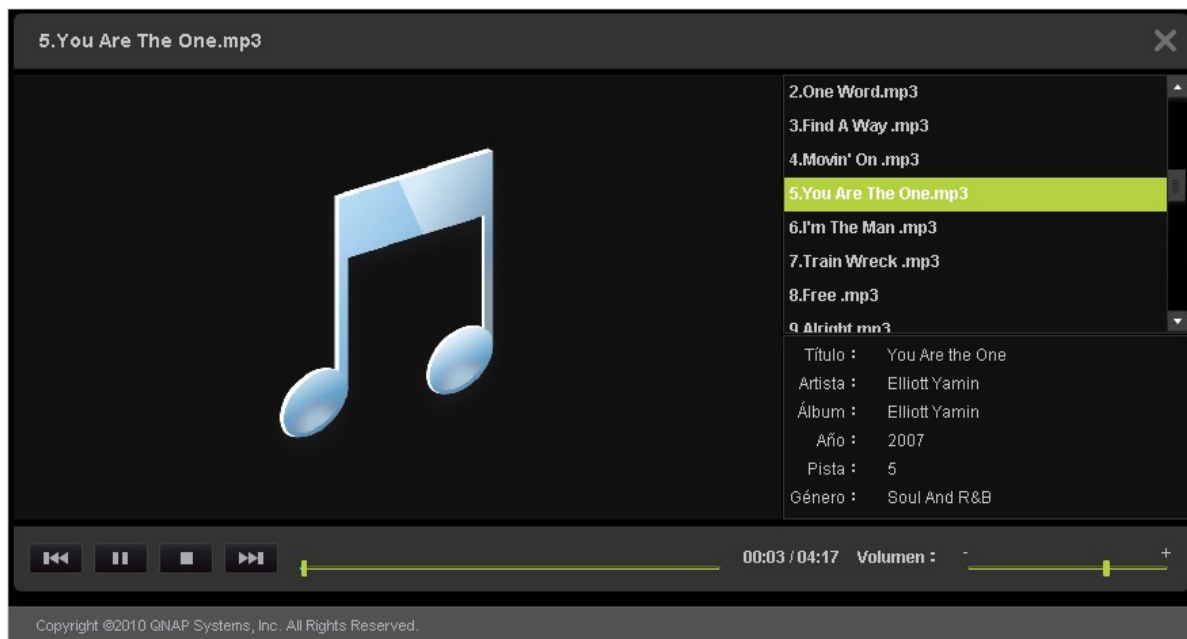 5.You Are The One.mp3
2.One Word.mp3
3.Find A Way .mp3
4.Movin' On .mp3
5.You Are The One.mp3
6.I'm The Man .mp3
7.Train Wreck .mp3
8.Free .mp3
9.Alright.mp3
Título : You Are the One
Artista : Elliott Yamin
Álbum : Elliott Yamin
Año : 2007
Pista : 5
Género : Soul And R&B
00:03 / 04:17 Volumen : - +
Copyright ©2010 QNAP Systems, Inc. All Rights Reserved.